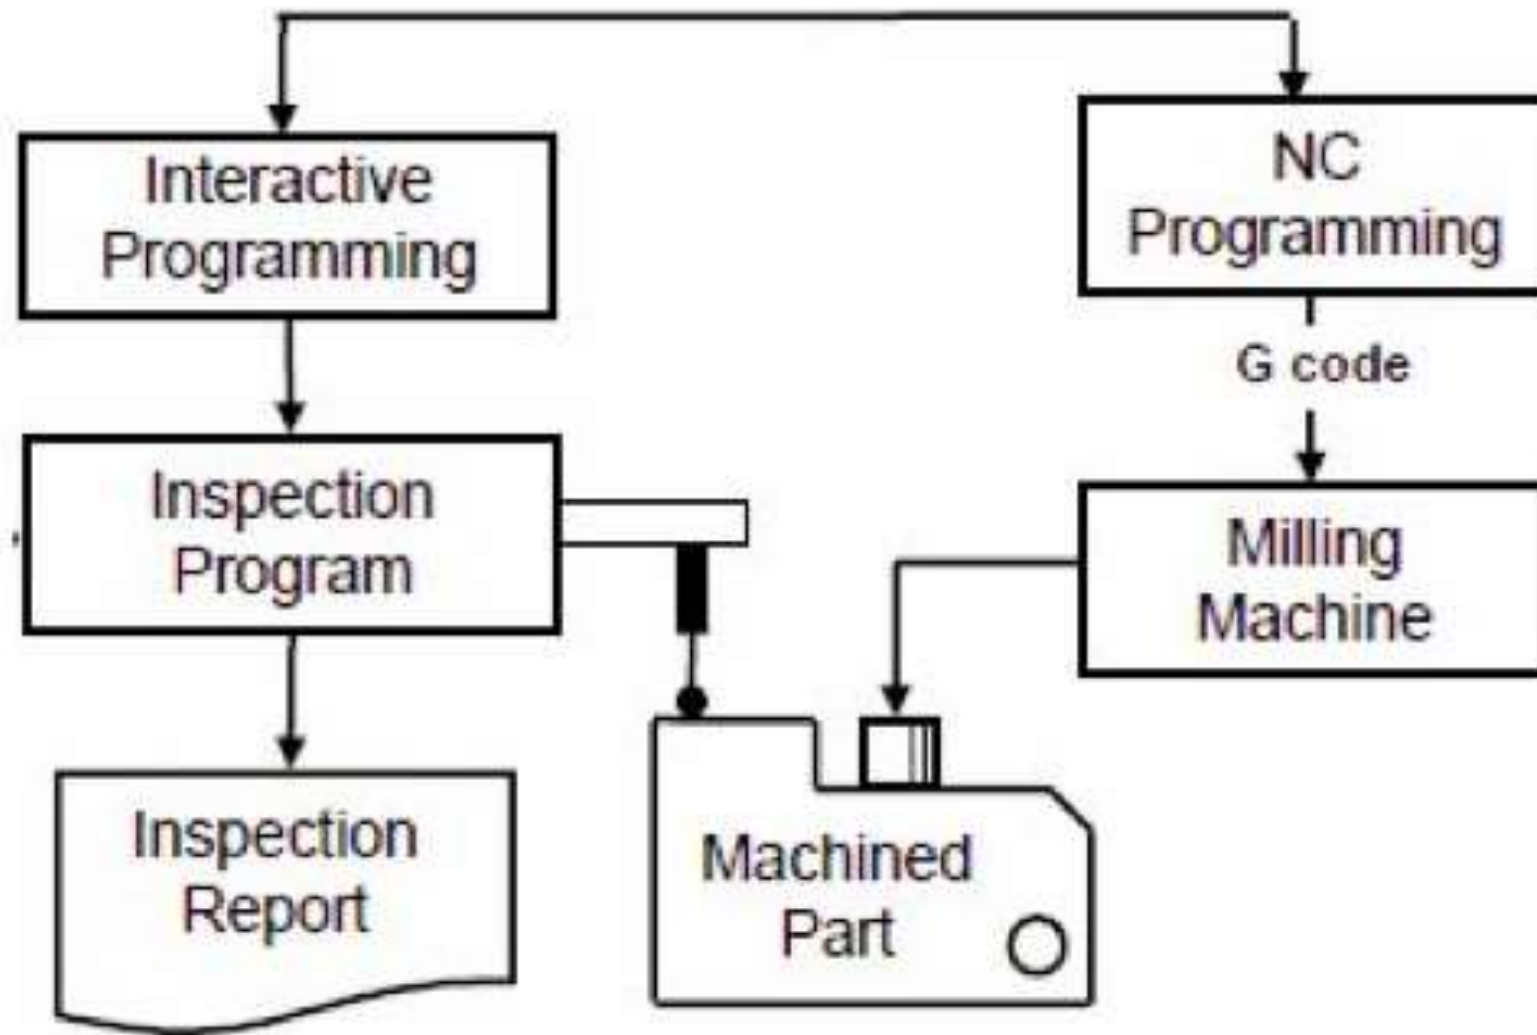 Interactive
Programming
NC
Programming
G code
Inspection
Program
Milling
Machine
Inspection
Report
Machined
Part